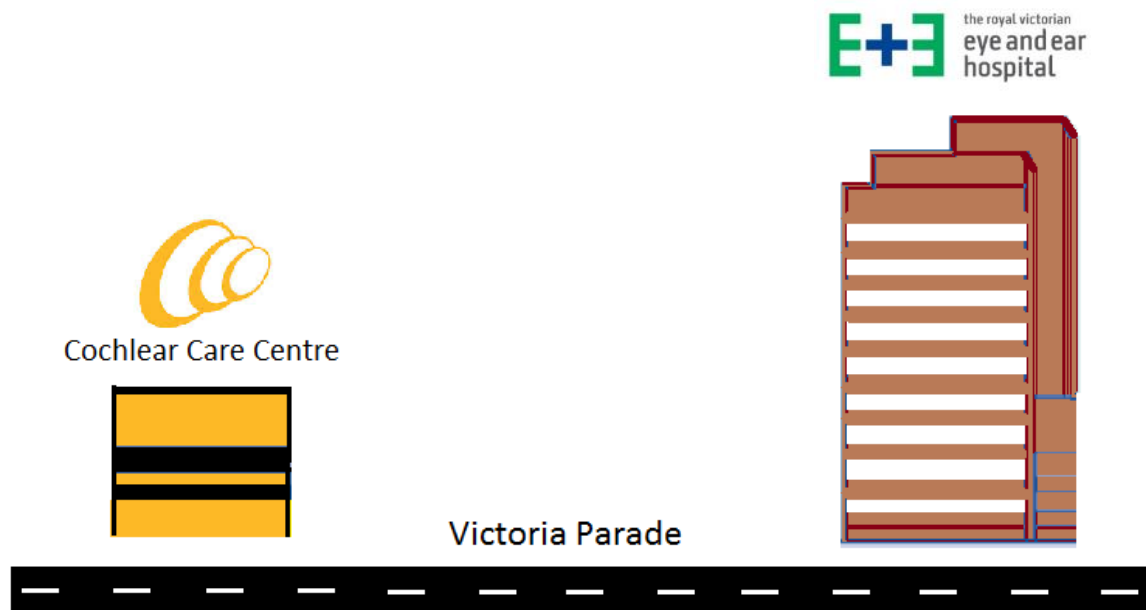 the royal victorian
eye and ear
hospital
Cochlear Care Centre
Victoria Parade